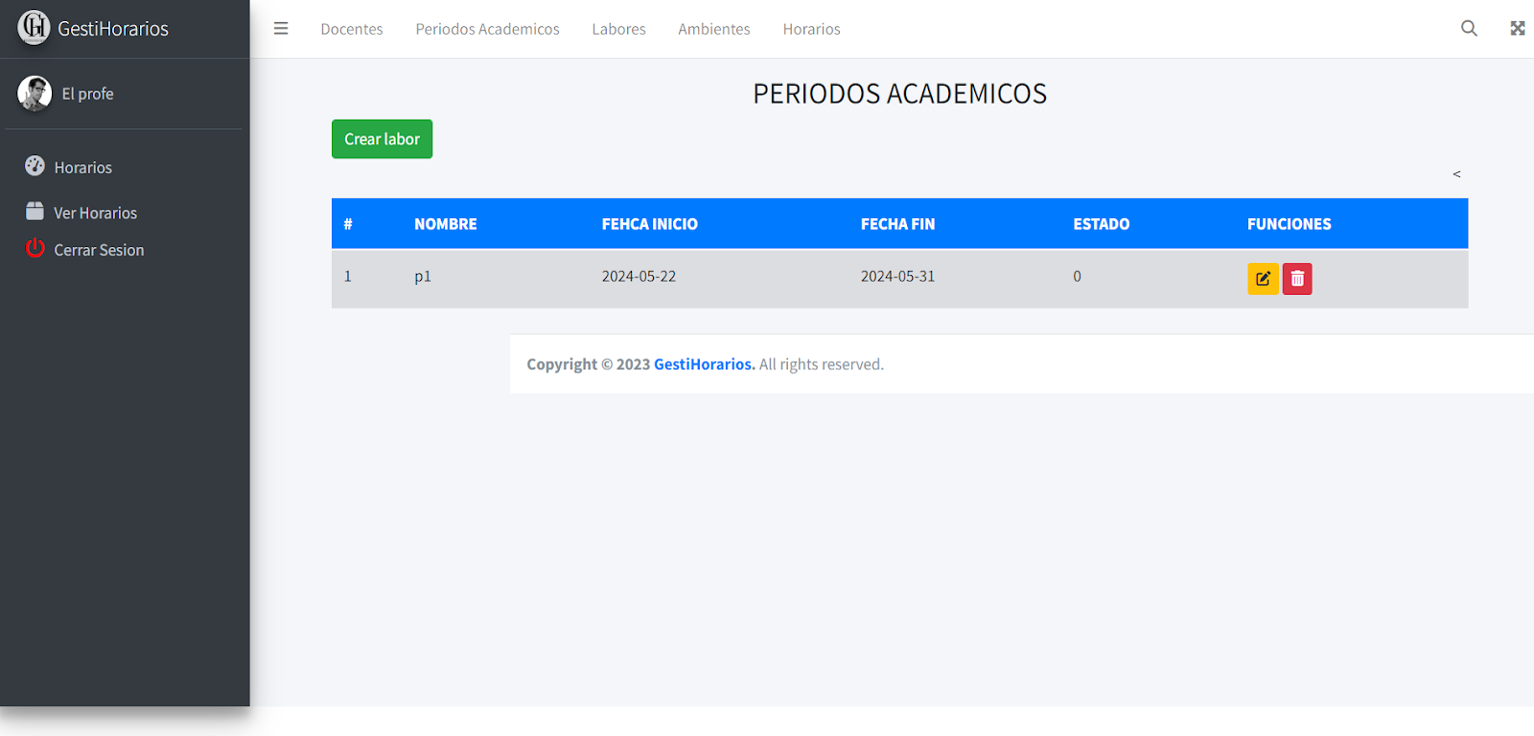 GestiHorarios
Docentes Periodos Academicos Labores Ambientes Horarios
El profe
Horarios
Ver Horarios
Cerrar Sesion
PERIODOS ACADEMICOS
Crear labor
<
# NOMBRE FEHCA INICIO FECHA FIN ESTADO FUNCIONES
1 p1 2024-05-22 2024-05-31 0
Copyright © 2023 GestiHorarios. All rights reserved.